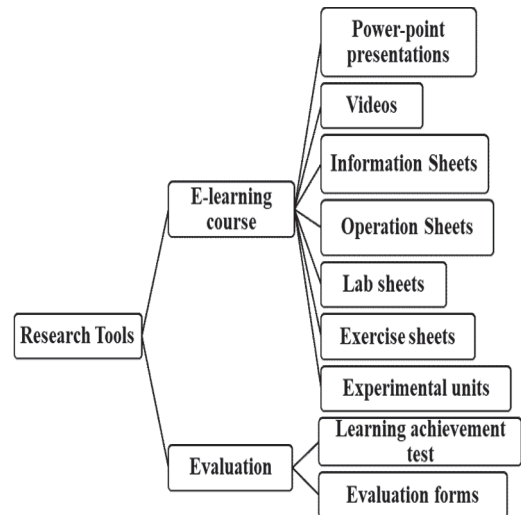 Power-point
presentations
Videos
Information Sheets
E-learning
course
Operation Sheets
Lab sheets
Research Tools
Exercise sheets
Experimental units
Learning achievement
test
Evaluation
Evaluation forms